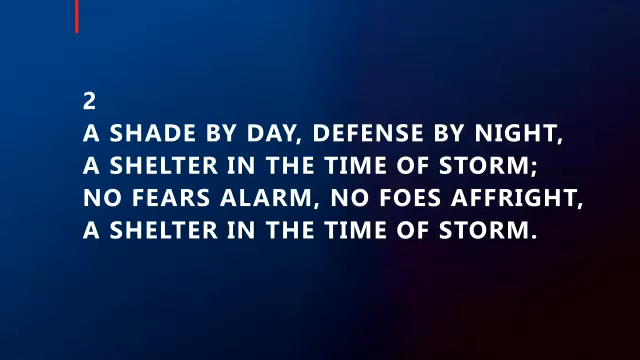 2
A SHADE BY DAY, DEFENSE BY NIGHT,
A SHELTER IN THE TIME OF STORM;
NO FEARS ALARM, NO FOES AFFRIGHT,
A SHELTER IN THE TIME OF STORM.